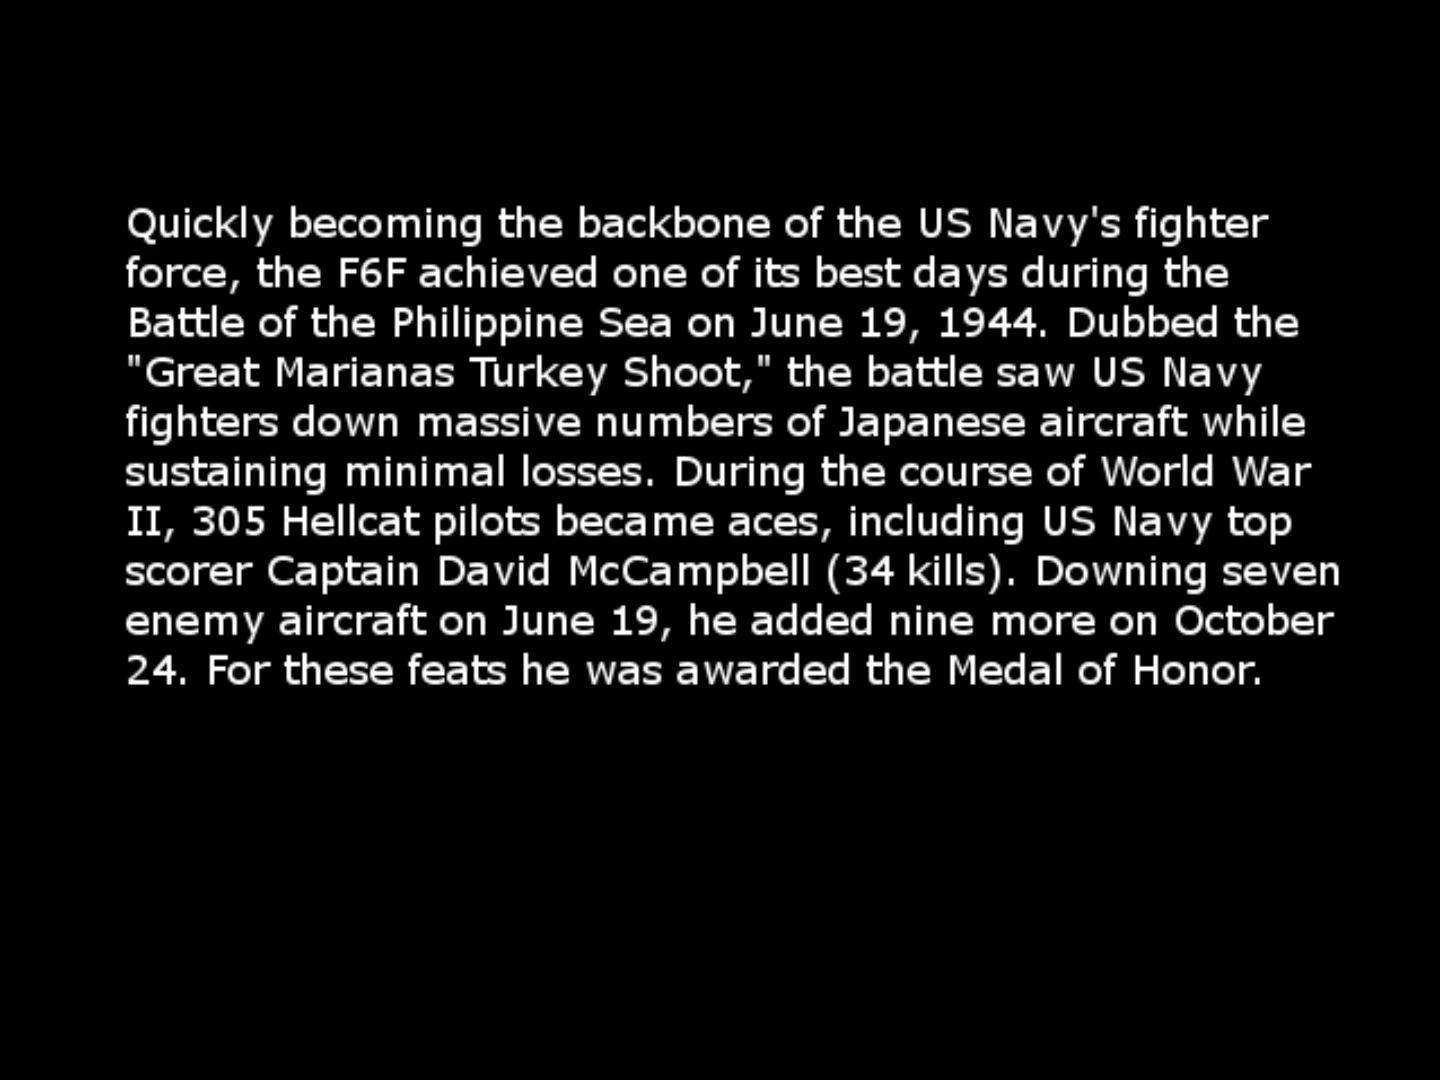 Quickly becoming the backbone of the US Navy's fighter
force, the F6F achieved one of its best days during the
Battle of the Philippine Sea on June 19, 1944. Dubbed the
"Great Marianas Turkey Shoot," the battle saw US Navy
fighters down massive numbers of Japanese aircraft while
sustaining minimal losses. During the course of World War
II, 305 Hellcat pilots became aces, including US Navy top
scorer Captain David McCampbell (34 kills). Downing seven
enemy aircraft on June 19, he added nine more on October
24. For these feats he was awarded the Medal of Honor.